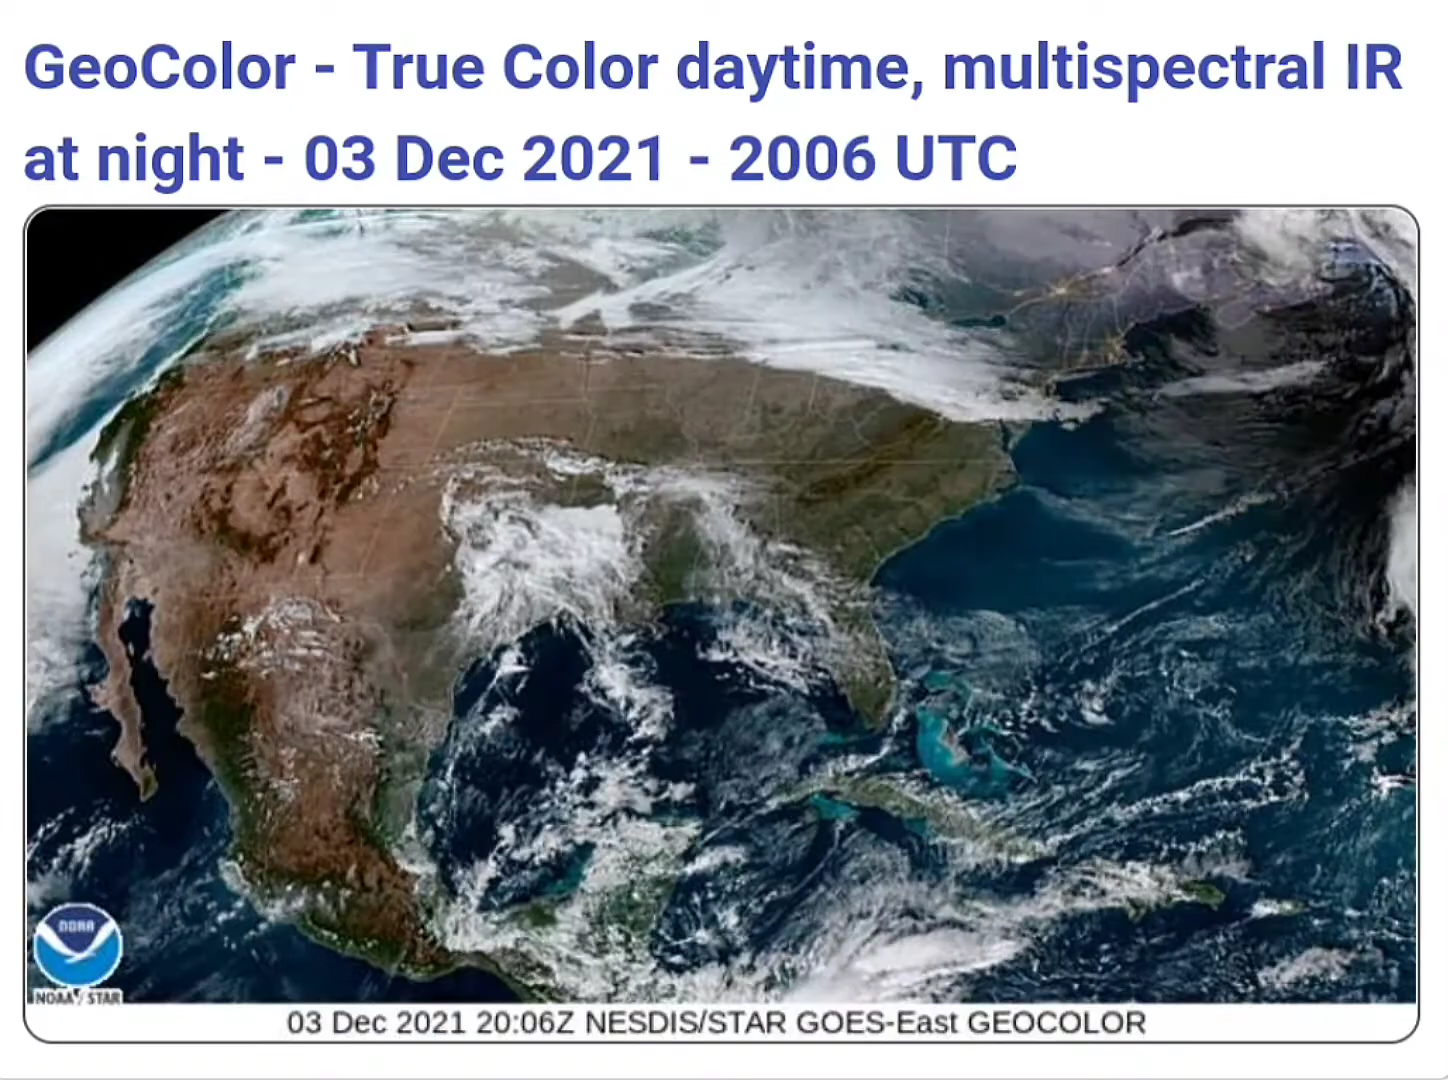 GeoColor - True Color daytime, multispectral IR
at night - 03 Dec 2021 - 2006 UTC
NOAA
NOAA / STAR
03 Dec 2021 20:06Z NESDIS/STAR GOES-East GEOCOLOR